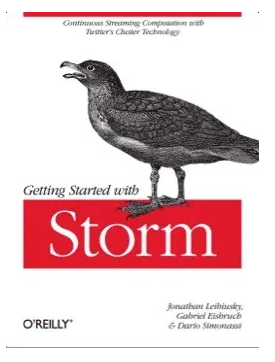 Continuous Streaming Computation with
Twitter's Cluster Technology
Getting Started with
Storm
O'REILLY®
Jonathan Leibiusky,
Gabriel Eisbruch
& Dario Simonassi